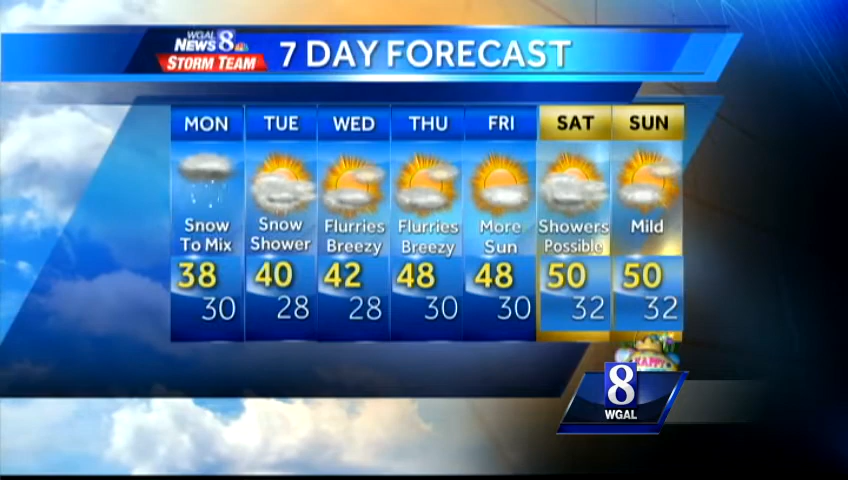 WGAL
NEWS 8
STORM TEAM
7 DAY FORECAST
MON TUE WED THU FRI SAT SUN
Snow To Mix
Snow Shower
Flurries Breezy
Flurries Breezy
More Sun
Showers Possible
Mild
38 40 42 48 48 50 50
30 28 28 30 30 32 32
HAPPY
8
WGAL